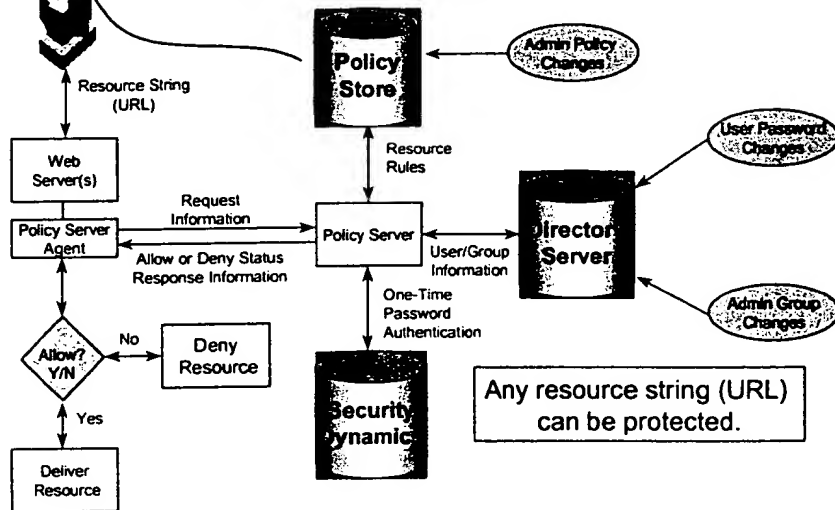 Policy
Store
Admin Policy
Changes
Resource String
(URL)
User Password
Changes
Web
Server(s)
Resource
Rules
Request
Information
Policy Server
Agent
Policy Server
Director
Server
Allow or Deny Status
Response Information
User/Group
Information
One-Time
Password
Authentication
Admin Group
Changes
Allow?
Y/N
No
Deny
Resource
Security
Dynamic
Any resource string (URL)
can be protected.
Yes
Deliver
Resource